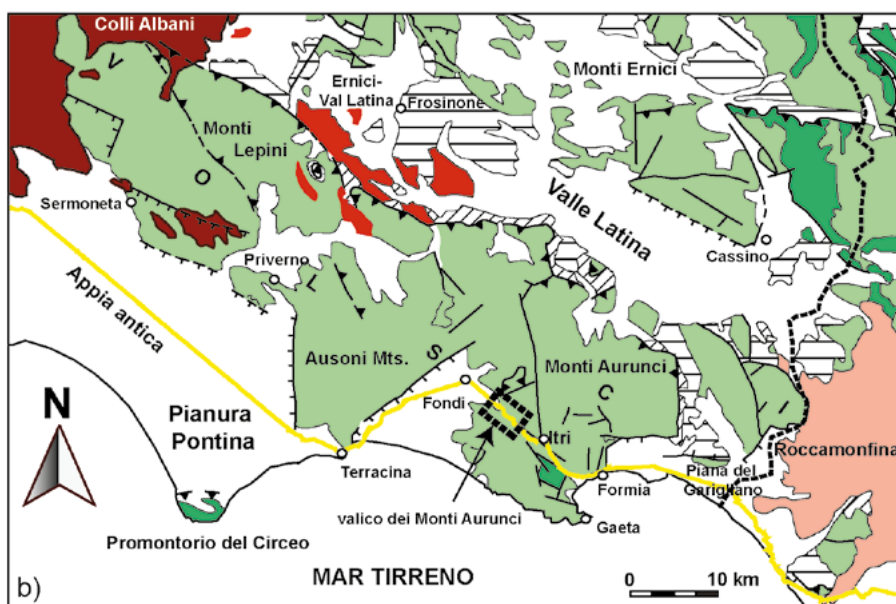 Colli Albani
V
O
L
S
C
Ernici-
Val Latina
Frosinone
Monti Ernici
Monti
Lepini
Sermoneta
Valle Latina
Cassino
Priverno
Appia antica
Ausoni Mts.
Monti Aurunci
Pianura
Pontina
Fondi
Itri
Roccamonfina
Terracina
Formia
Piana del
Garigliano
valico dei Monti Aurunci
Gaeta
N
Promontorio del Circeo
MAR TIRRENO
0 10 km
b)